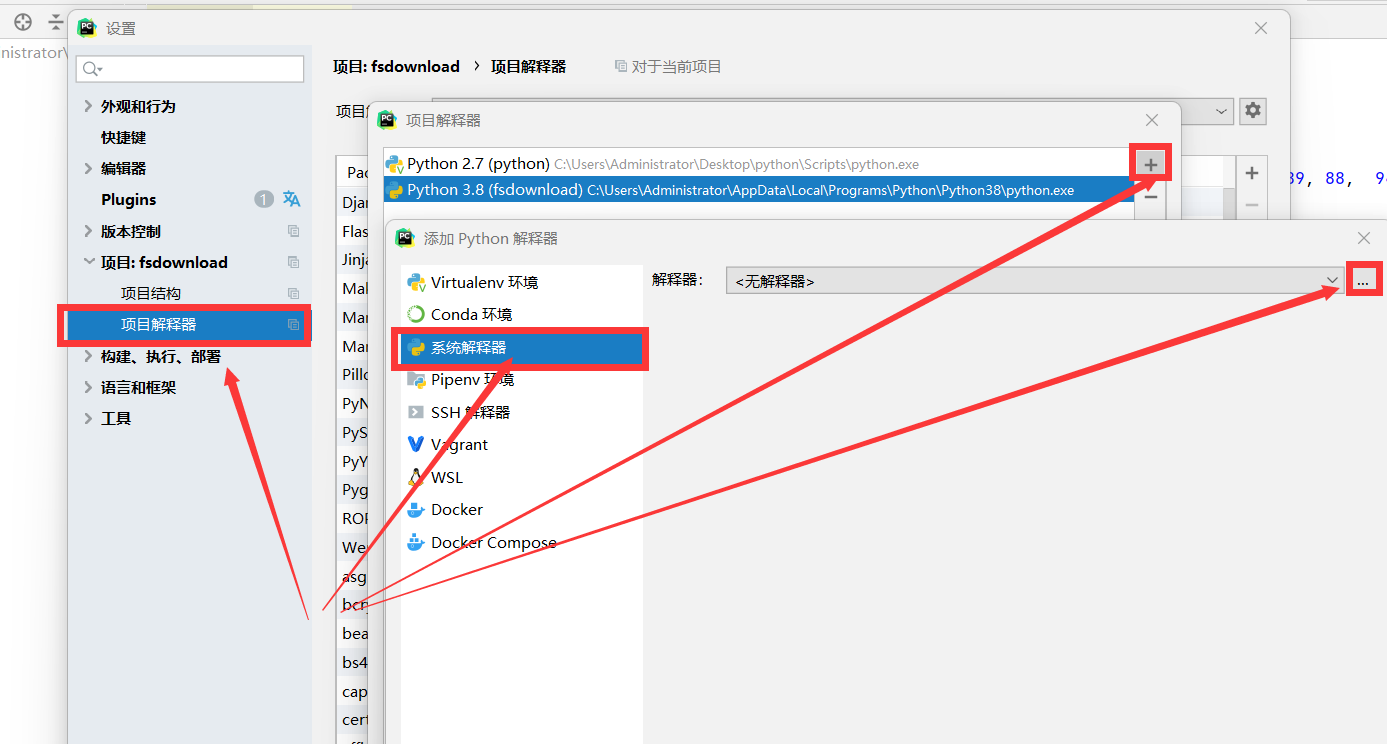 设置
nistrator\
项目: fsdownload › 项目解释器 对于当前项目
外观和行为
快捷键
编辑器
Plugins 1
版本控制
项目: fsdownload
项目结构
项目解释器
构建、执行、部署
语言和框架
工具
项目解释器
Python 2.7 (python) C:\Users\Administrator\Desktop\python\Scripts\python.exe
Python 3.8 (fsdownload) C:\Users\Administrator\AppData\Local\Programs\Python\Python38\python.exe
39, 88,
添加 Python 解释器
Virtualenv 环境
Conda 环境
系统解释器
Pipenv 环境
SSH 解释器
Vagrant
WSL
Docker
Docker Compose
解释器: <无解释器> ...
Pac
Djar
Flas
Jinja
Mal
Mar
Mar
Pillo
PyN
PyS
PyY
Pyg
ROF
We
asg
bcr
bea
bs4
cap
cert